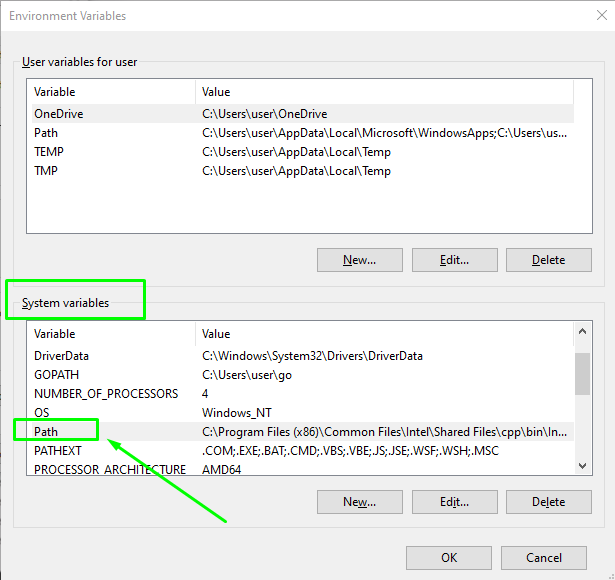 Environment Variables
User variables for user
Variable Value
OneDrive C:\Users\user\OneDrive
Path C:\Users\user\AppData\Local\Microsoft\WindowsApps;C:\Users\us...
TEMP C:\Users\user\AppData\Local\Temp
TMP C:\Users\user\AppData\Local\Temp
New... Edit... Delete
System variables
Variable Value
DriverData C:\Windows\System32\Drivers\DriverData
GOPATH C:\Users\user\go
NUMBER_OF_PROCESSORS 4
OS Windows_NT
Path C:\Program Files (x86)\Common Files\Intel\Shared Files\cpp\bin\In...
PATHEXT .COM;.EXE;.BAT;.CMD;.VBS;.VBE;.JS;.JSE;.WSF;.WSH;.MSC
PROCESSOR_ARCHITECTURE AMD64
New... Edit... Delete
OK Cancel